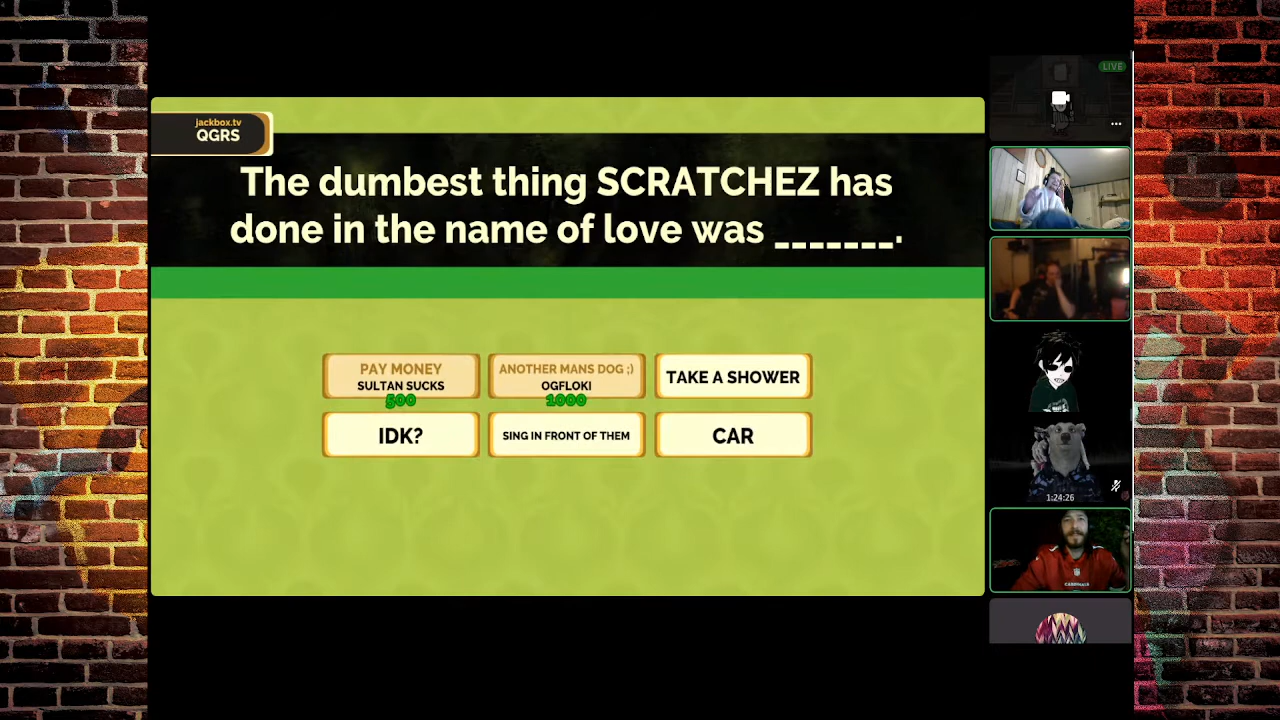 jackbox.tv
QGRS
The dumbest thing SCRATCHEZ has
done in the name of love was _______.
PAY MONEY
SULTAN SUCKS
500
ANOTHER MANS DOG ;)
OGFLOKI
1000
TAKE A SHOWER
IDK?
SING IN FRONT OF THEM
CAR
LIVE
1:24:26
CARDINALS